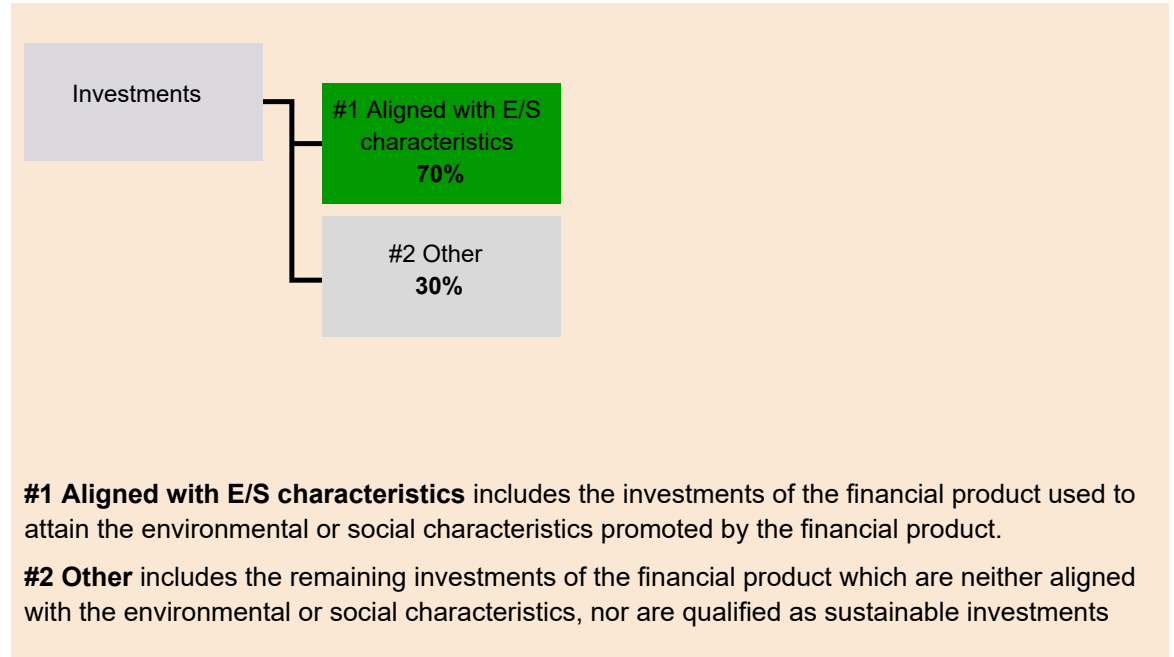 Investments
#1 Aligned with E/S
characteristics
70%
#2 Other
30%
#1 Aligned with E/S characteristics includes the investments of the financial product used to
attain the environmental or social characteristics promoted by the financial product.
#2 Other includes the remaining investments of the financial product which are neither aligned
with the environmental or social characteristics, nor are qualified as sustainable investments